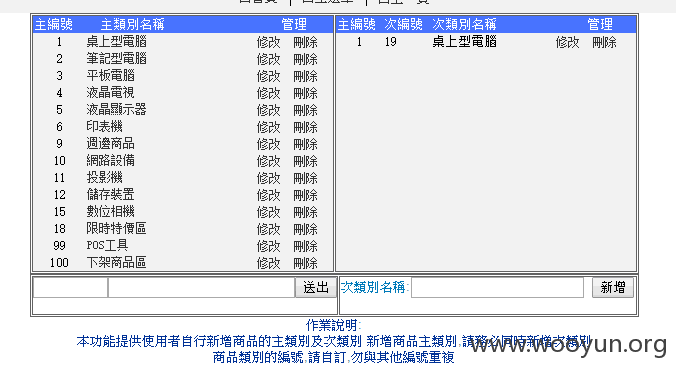 主編號 主類別名稱 管理 主編號 次編號 次類別名稱 管理
1 桌上型電腦 修改 刪除 1 19 桌上型電腦 修改 刪除
2 筆記型電腦 修改 刪除
3 平板電腦 修改 刪除
4 液晶電視 修改 刪除
5 液晶顯示器 修改 刪除
6 印表機 修改 刪除
9 週邊商品 修改 刪除
10 網路設備 修改 刪除
11 投影機 修改 刪除
12 儲存裝置 修改 刪除
15 數位相機 修改 刪除
18 限時特價區 修改 刪除
99 POS工具 修改 刪除
100 下架商品區 修改 刪除
送出 次類別名稱: 新增
作業說明:
本功能提供使用者自行新增商品的主類別及次類別 新增商品主類別,請務必同時新增次類別
商品類別的編號,請自訂,勿與其他編號重複
www.wooyun.org